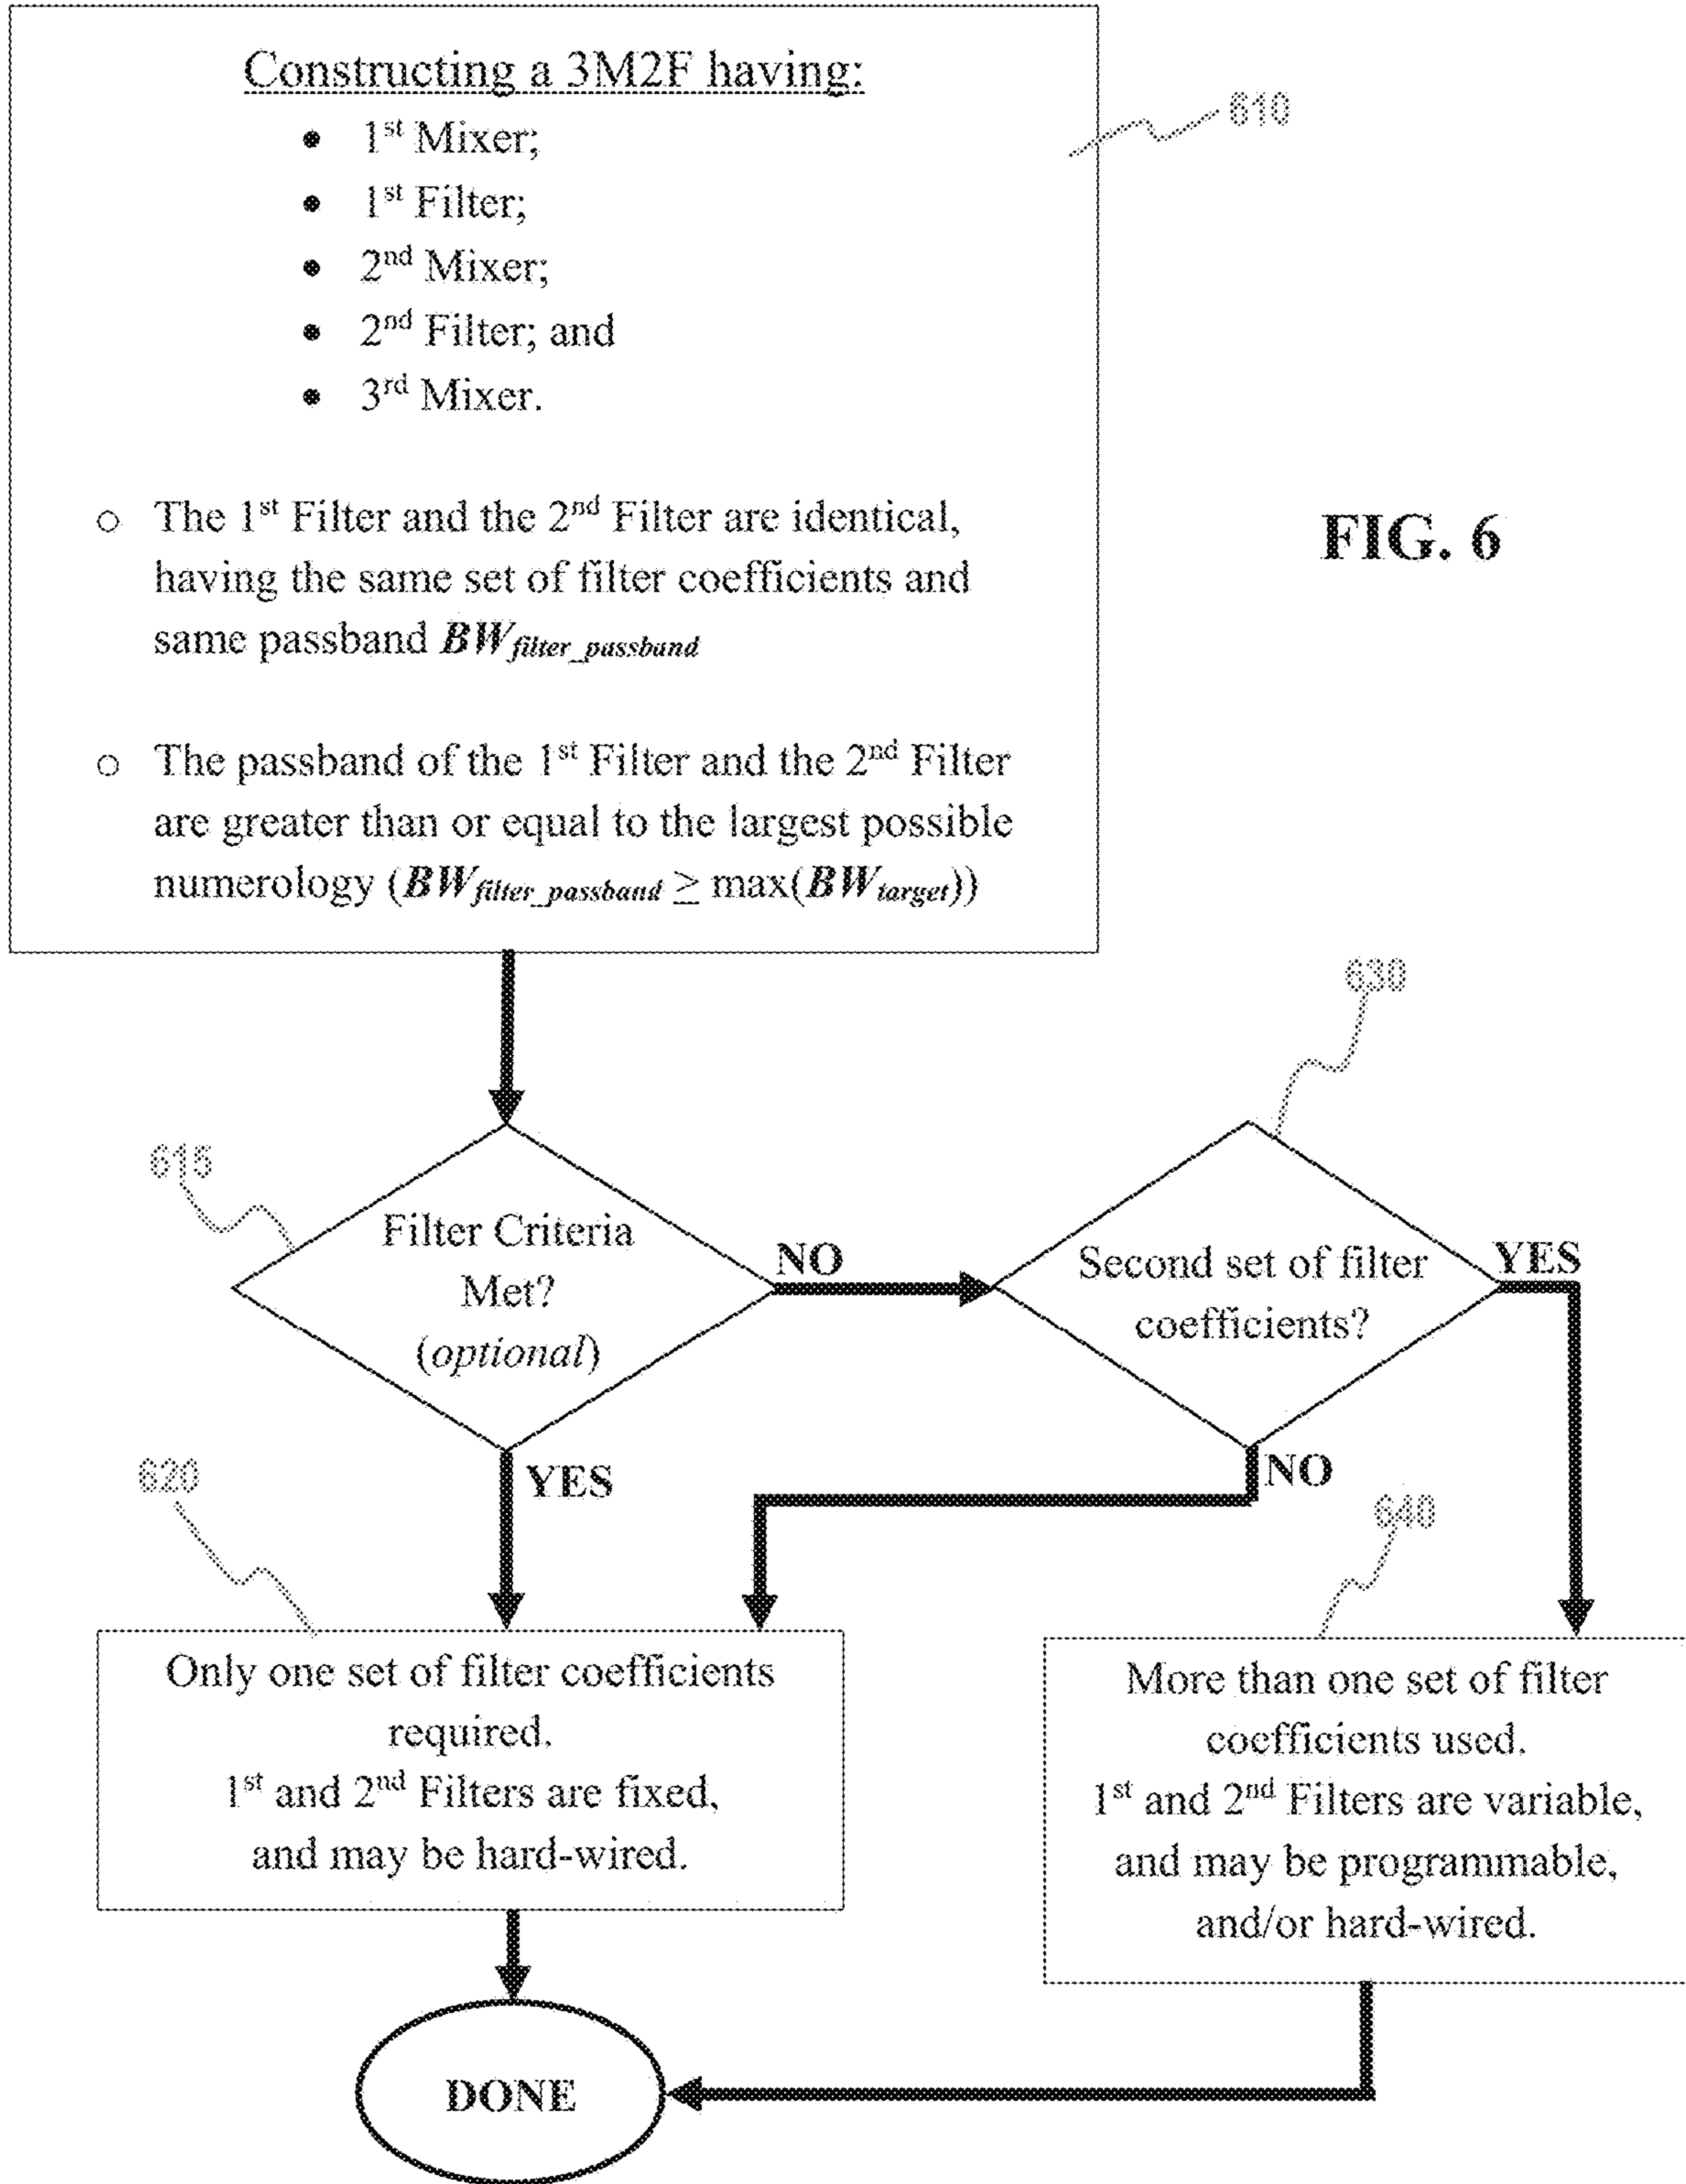 Constructing a 3M2F having:
• 1st Mixer;
• 1st Filter;
• 2nd Mixer;
• 2nd Filter; and
• 3rd Mixer.
○ The 1st Filter and the 2nd Filter are identical,
having the same set of filter coefficients and
same passband BWfilter_passband
○ The passband of the 1st Filter and the 2nd Filter
are greater than or equal to the largest possible
numerology (BWfilter_passband ≥ max(BWtarget))
610
FIG. 6
615
Filter Criteria
Met?
(optional)
NO
YES
630
Second set of filter
coefficients?
YES
NO
620
Only one set of filter coefficients
required.
1st and 2nd Filters are fixed,
and may be hard-wired.
640
More than one set of filter
coefficients used.
1st and 2nd Filters are variable,
and may be programmable,
and/or hard-wired.
DONE